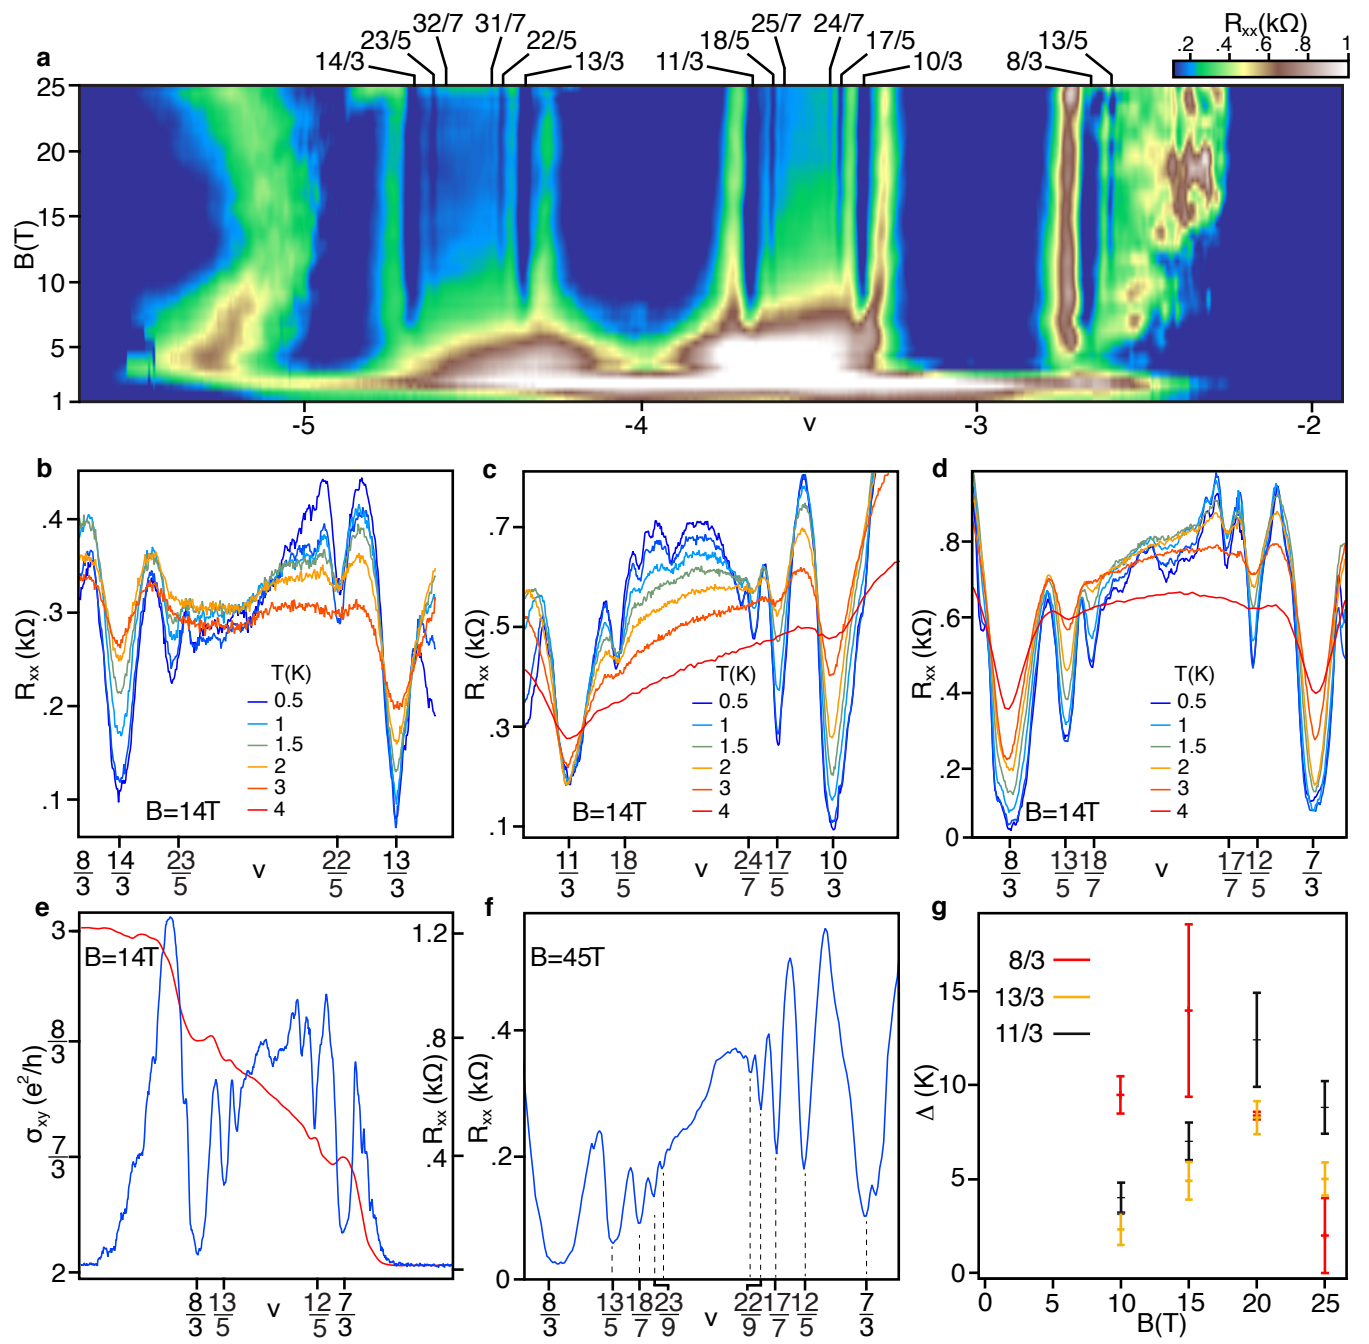 32/7 31/7 25/7 24/7
23/5 22/5 18/5 17/5 13/5
14/3 13/3 11/3 10/3 8/3
Rxx(kΩ)
.2 .4 .6 .8 1
a
B(T)
25
20
15
10
5
1
-5 -4 ν -3 -2
b
Rxx (kΩ)
.4
.3
.2
.1
T(K)
0.5
1
1.5
2
3
4
B=14T
8/3 14/3 23/5 ν 22/5 13/3
c
Rxx (kΩ)
.7
.5
.3
.1
T(K)
0.5
1
1.5
2
3
4
B=14T
11/3 18/5 ν 24/7 17/5 10/3
d
Rxx (kΩ)
.8
.6
.4
.2
0
T(K)
0.5
1
1.5
2
3
4
B=14T
8/3 13/5 18/7 ν 17/7 12/5 7/3
e
B=14T
σxy (e²/h)
3
8/3
7/3
2
Rxx (kΩ)
1.2
.8
.4
0
8/3 13/5 ν 12/5 7/3
f
B=45T
Rxx (kΩ)
.4
.2
0
8/3 13/5 18/7 23/9 ν 22/9 17/7 12/5 7/3
g
Δ (K)
15
10
5
0
8/3
13/3
11/3
0 5 10 15 20 25
B(T)